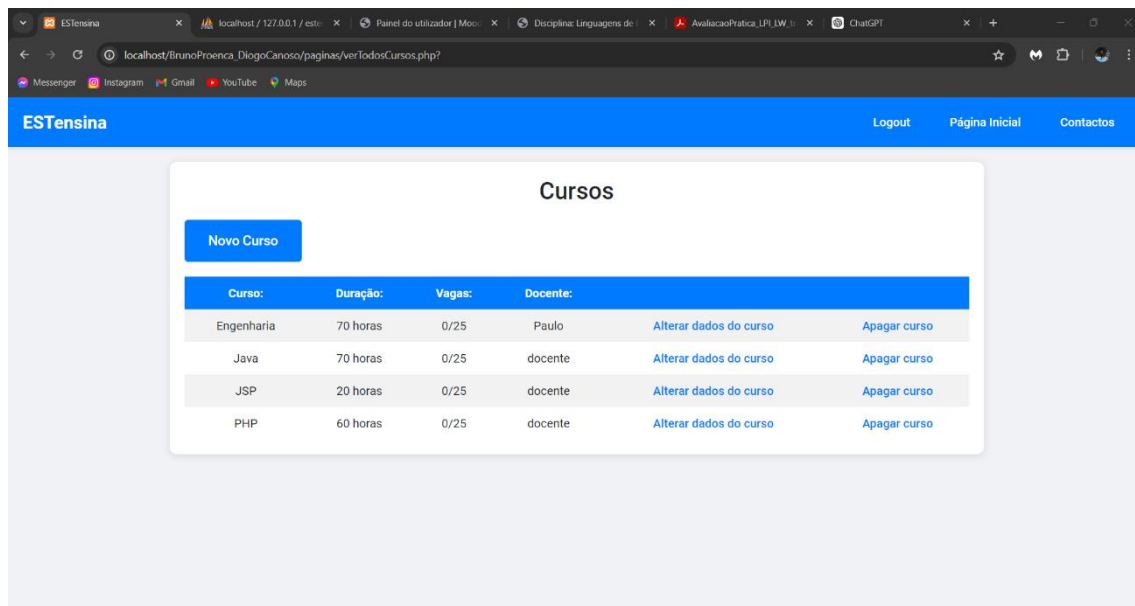 ESTensina
localhost / 127.0.0.1 / este
Painel do utilizador | Mood
Disciplina: Linguagens de
AvaliacaoPratica_LPI_LW_tr
ChatGPT
localhost/BrunoProenca_DiogoCanoso/paginas/verTodosCursos.php?
Messenger Instagram Gmail YouTube Maps
ESTensina Logout Página Inicial Contactos
Cursos
Novo Curso
Curso: Duração: Vagas: Docente:
Engenharia 70 horas 0/25 Paulo Alterar dados do curso Apagar curso
Java 70 horas 0/25 docente Alterar dados do curso Apagar curso
JSP 20 horas 0/25 docente Alterar dados do curso Apagar curso
PHP 60 horas 0/25 docente Alterar dados do curso Apagar curso